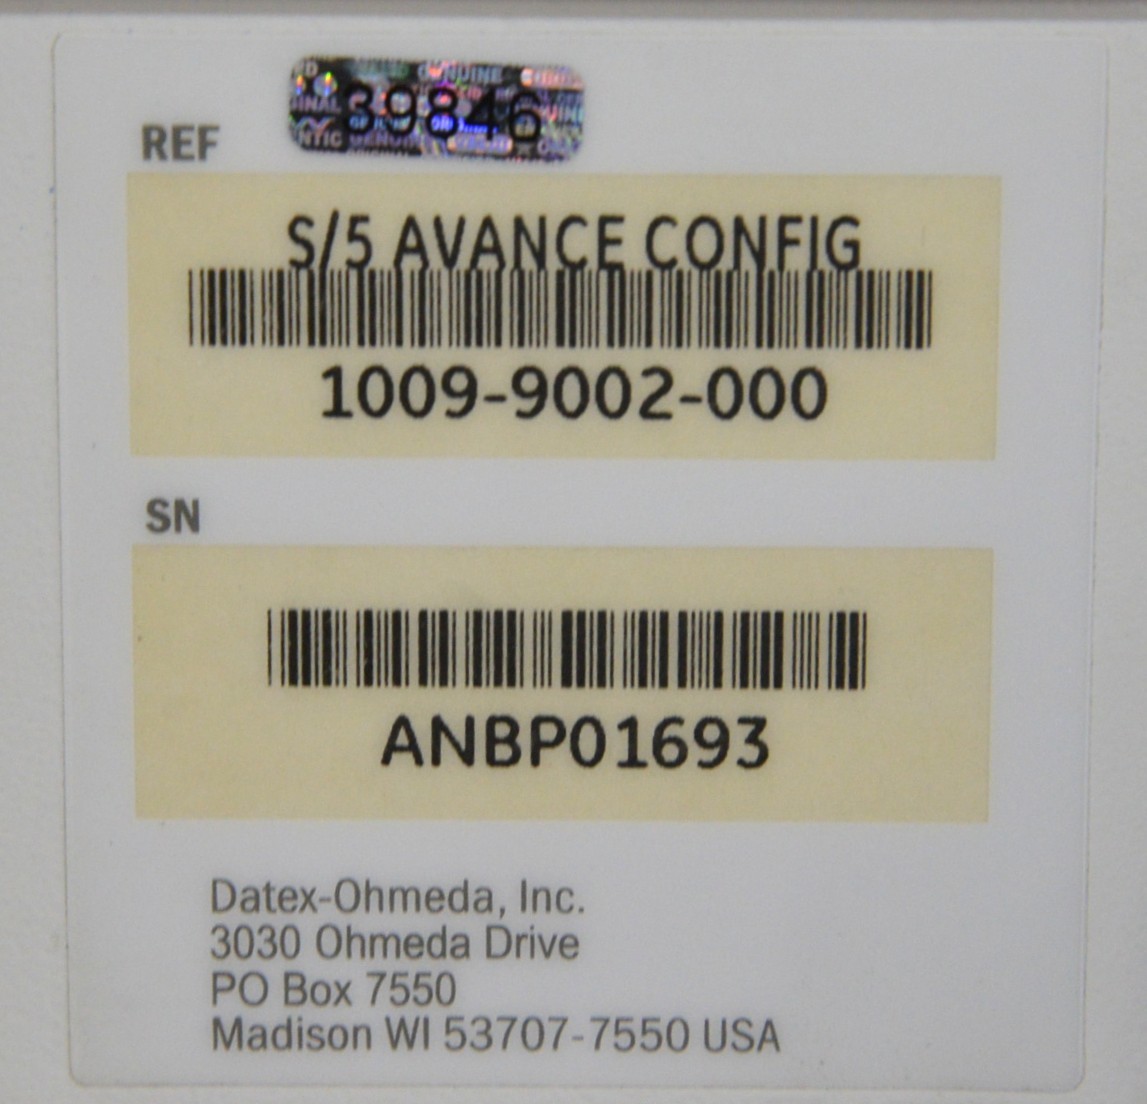 39846
REF
S/5 AVANCE CONFIG
1009-9002-000
SN
ANBP01693
Datex-Ohmeda, Inc.
3030 Ohmeda Drive
PO Box 7550
Madison WI 53707-7550 USA